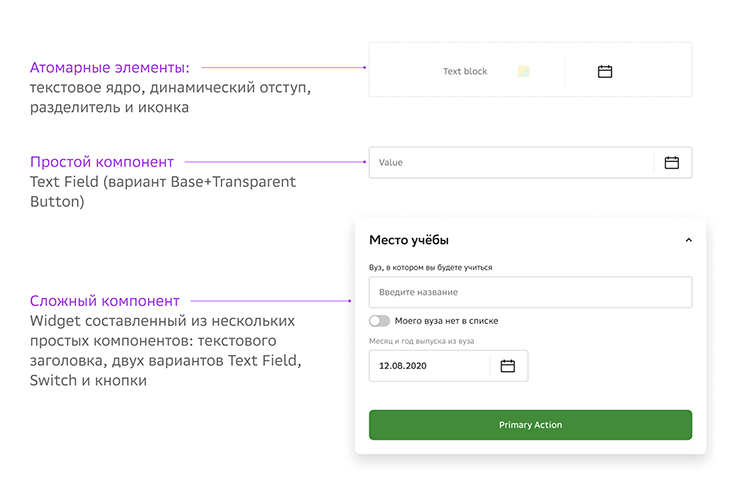 Атомарные элементы:
текстовое ядро, динамический отступ,
разделитель и иконка
Text block
Простой компонент
Text Field (вариант Base+Transparent
Button)
Value
Сложный компонент
Widget составленный из нескольких
простых компонентов: текстового
заголовка, двух вариантов Text Field,
Switch и кнопки
Место учёбы
Вуз, в котором вы будете учиться
Введите название
Моего вуза нет в списке
Месяц и год выпуска из вуза
12.08.2020
Primary Action